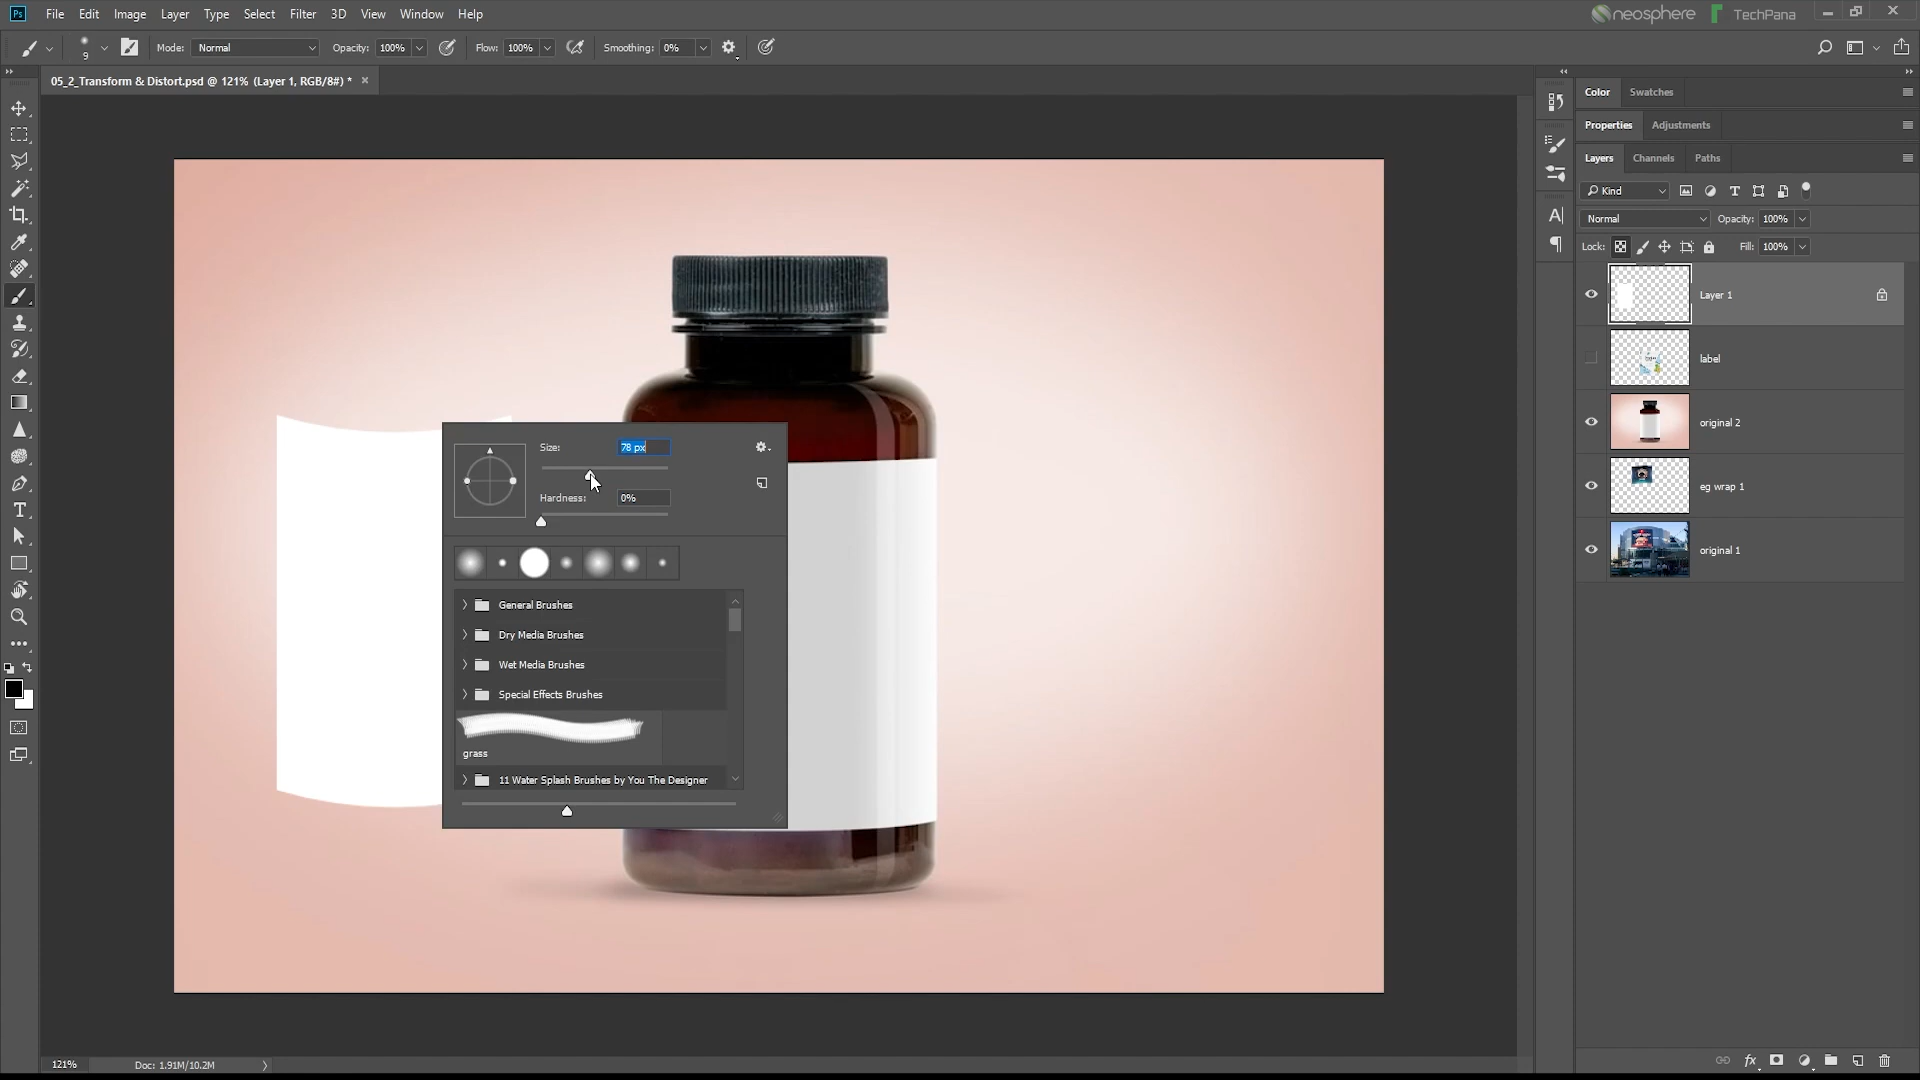 Ps File Edit Image Layer Type Select Filter 3D View Window Help
neosphere TechPana
9 Mode: Normal Opacity: 100% Flow: 100% Smoothing: 0%
05_2_Transform & Distort.psd @ 121% (Layer 1, RGB/8#) *
Size: 78 px
Hardness: 0%
General Brushes
Dry Media Brushes
Wet Media Brushes
Special Effects Brushes
grass
11 Water Splash Brushes by You The Designer
Color Swatches
Properties Adjustments
Layers Channels Paths
Kind
Normal Opacity: 100%
Lock: Fill: 100%
Layer 1
label
original 2
eg wrap 1
original 1
121% Doc: 1.91M/10.2M